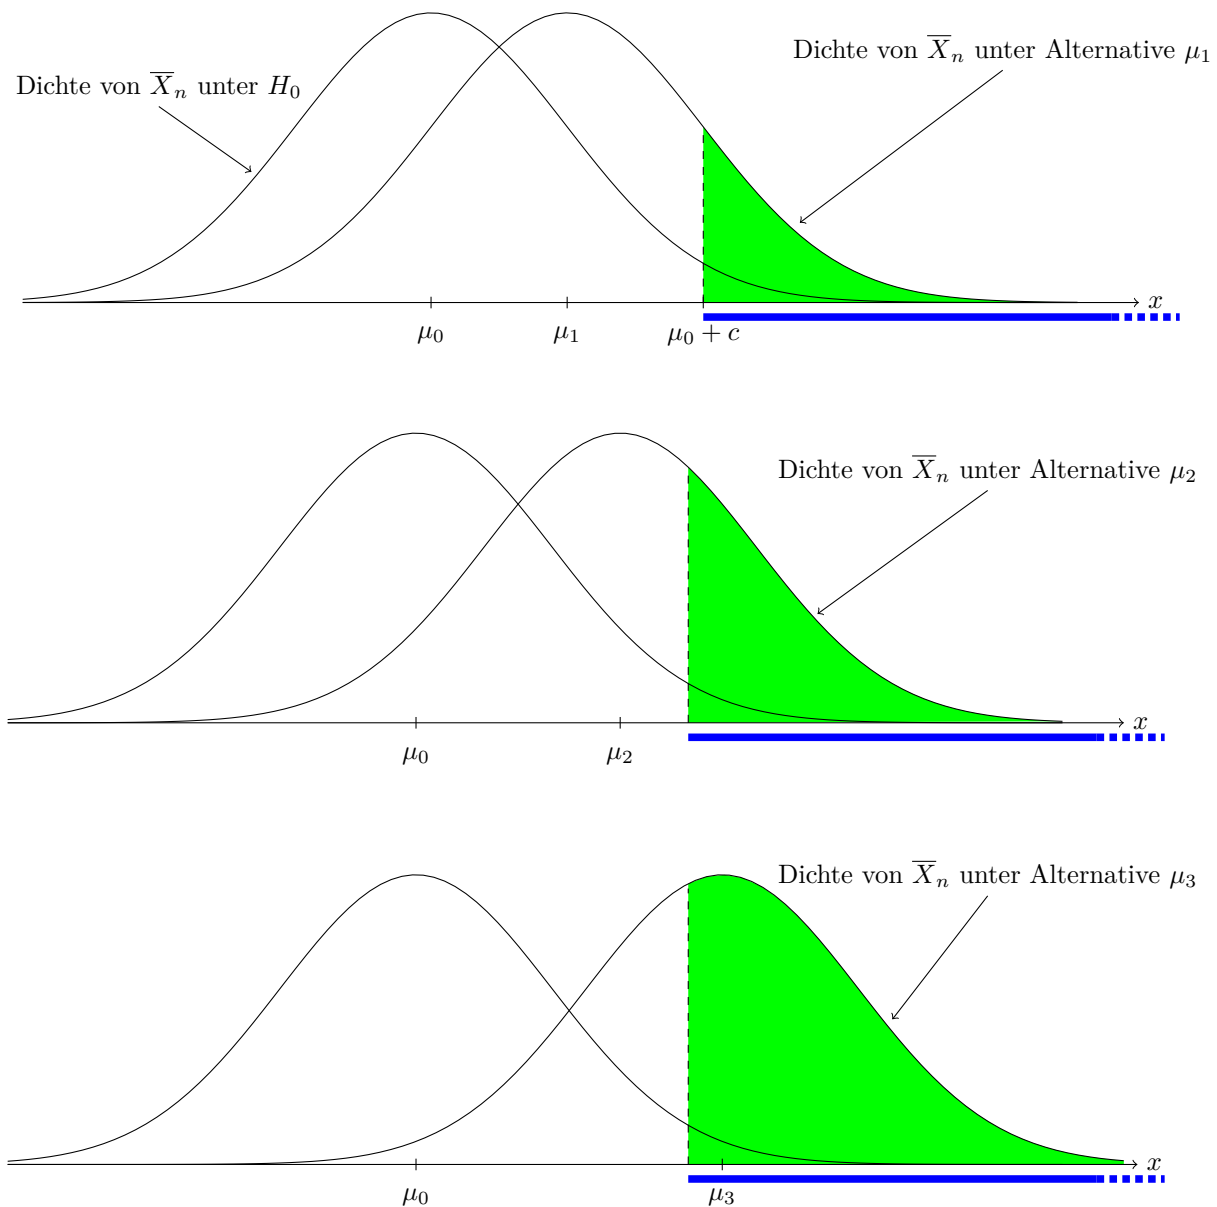 Dichte von X̅ₙ unter Alternative μ₁
Dichte von X̅ₙ unter H₀
x
μ₀ μ₁ μ₀ + c
Dichte von X̅ₙ unter Alternative μ₂
x
μ₀ μ₂
Dichte von X̅ₙ unter Alternative μ₃
x
μ₀ μ₃